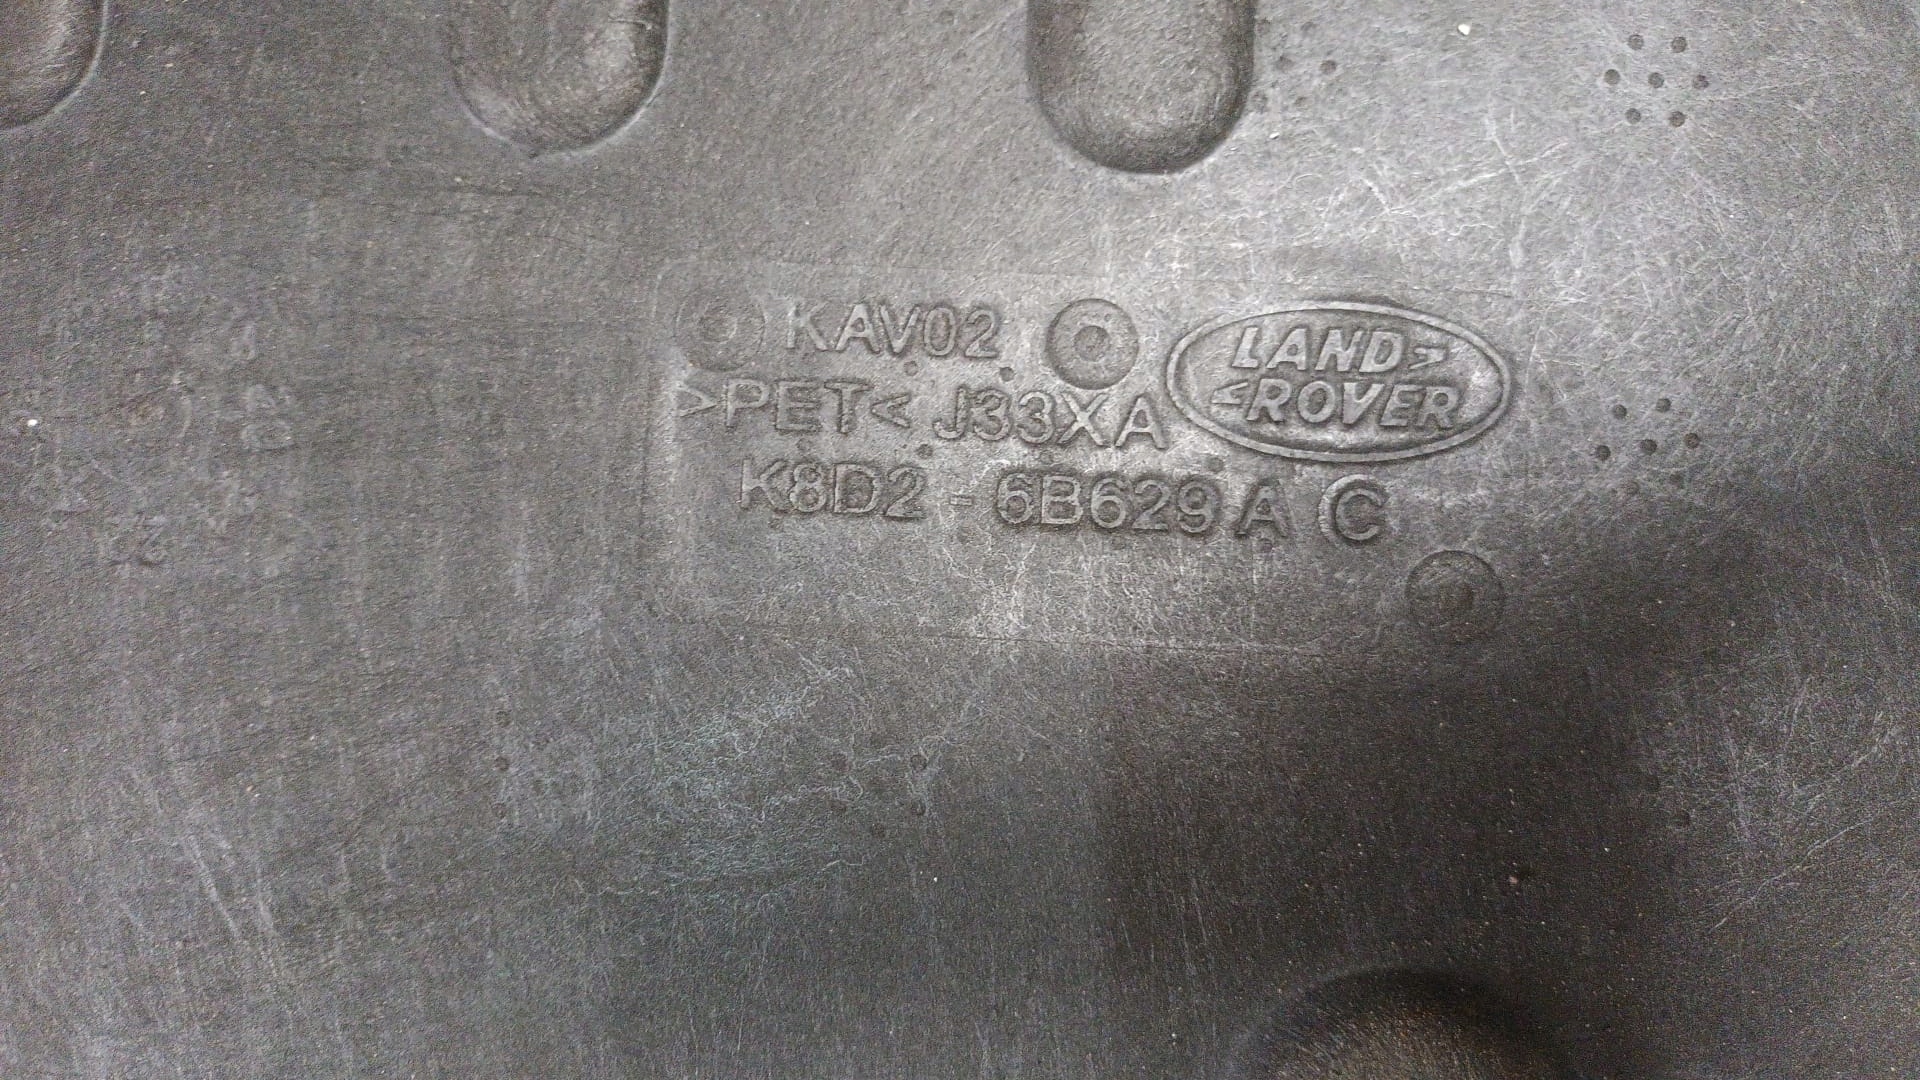 KAV02
LAND>
<ROVER
>PET< J33XA
K8D2 - 6B629 A C